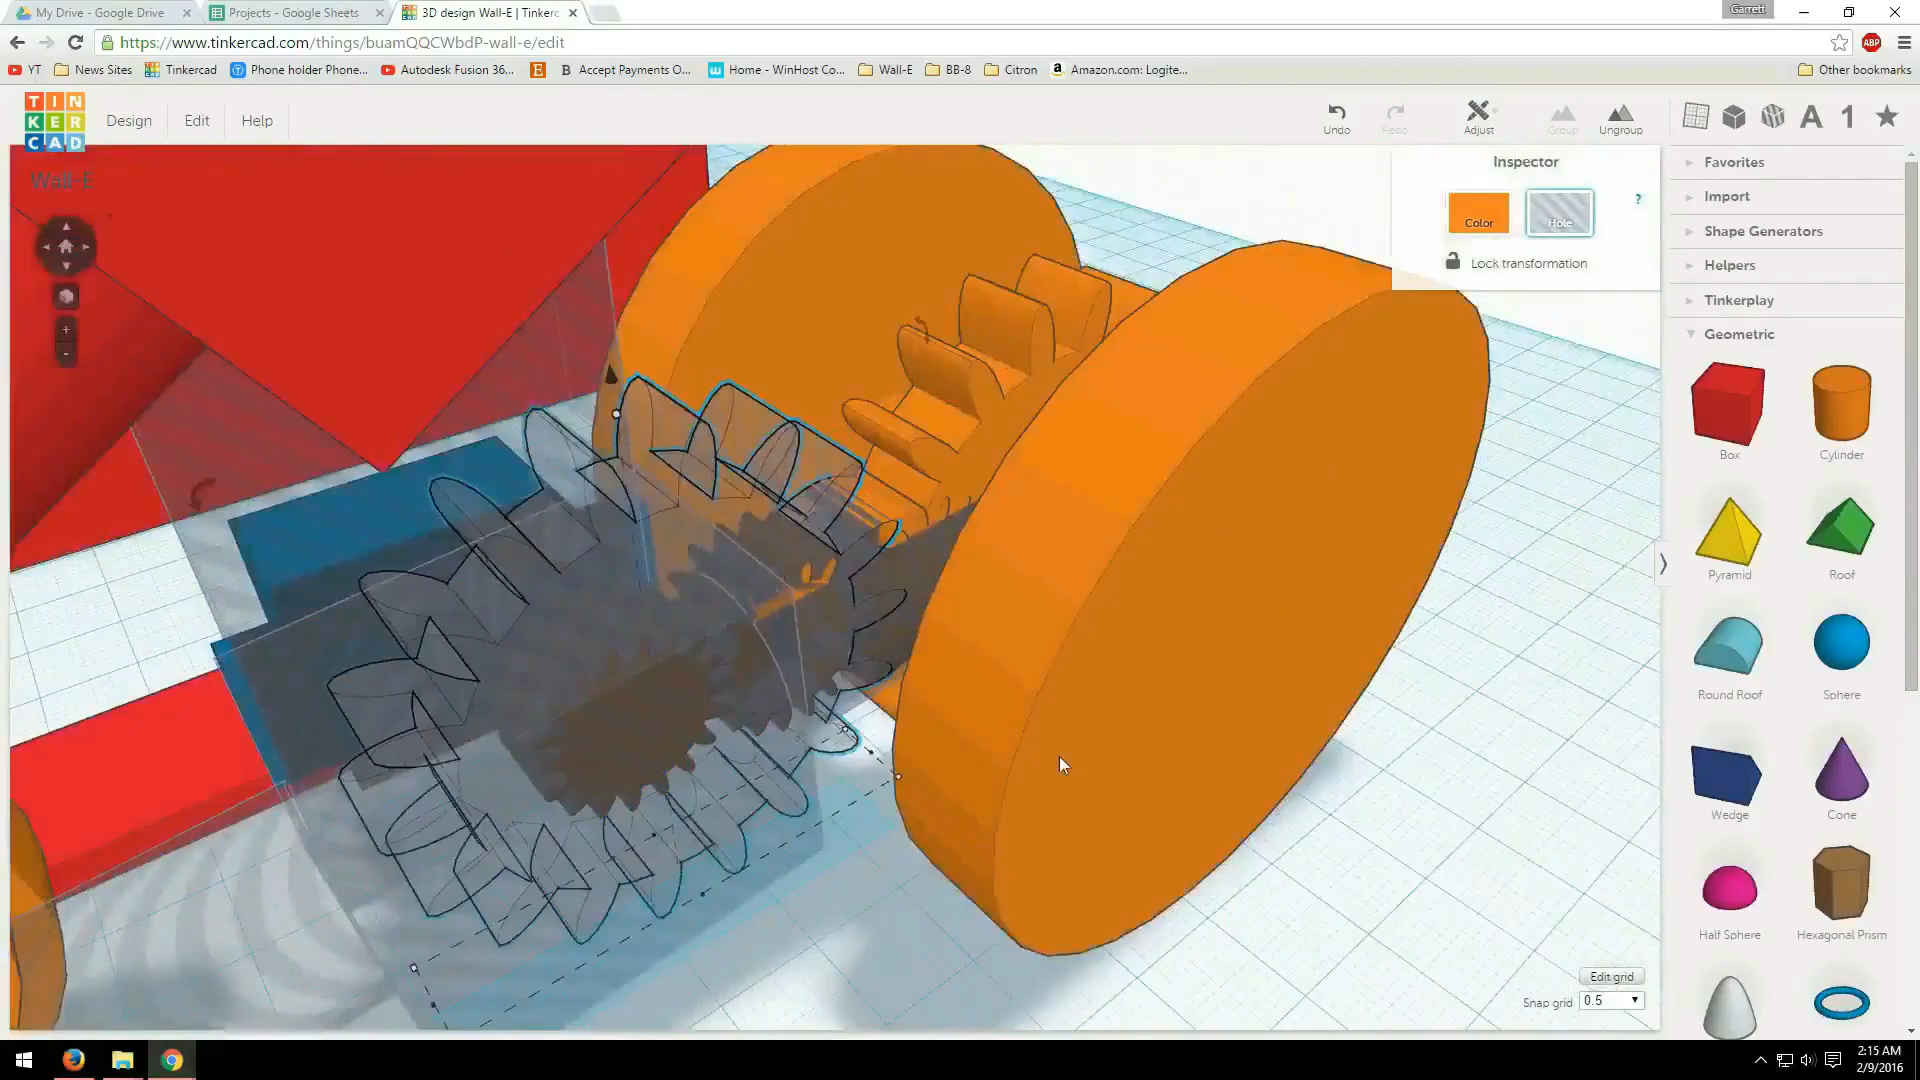 My Drive - Google Drive
Projects - Google Sheets
3D design Wall-E | Tinkerc
Garrett
https://www.tinkercad.com/things/buamQQCWbdP-wall-e/edit
ABP
YT
News Sites
Tinkercad
Phone holder Phone...
Autodesk Fusion 36...
Accept Payments O...
Home - WinHost Co...
Wall-E
BB-8
Citron
Amazon.com: Logite...
Other bookmarks
TIN
KER
CAD
Design
Edit
Help
Undo
Redo
Adjust
Group
Ungroup
Wall-E
Inspector
Color
Hole
?
Lock transformation
Favorites
Import
Shape Generators
Helpers
Tinkerplay
Geometric
Box
Cylinder
Pyramid
Roof
Round Roof
Sphere
Wedge
Cone
Half Sphere
Hexagonal Prism
Edit grid
Snap grid
0.5
2:15 AM
2/9/2016